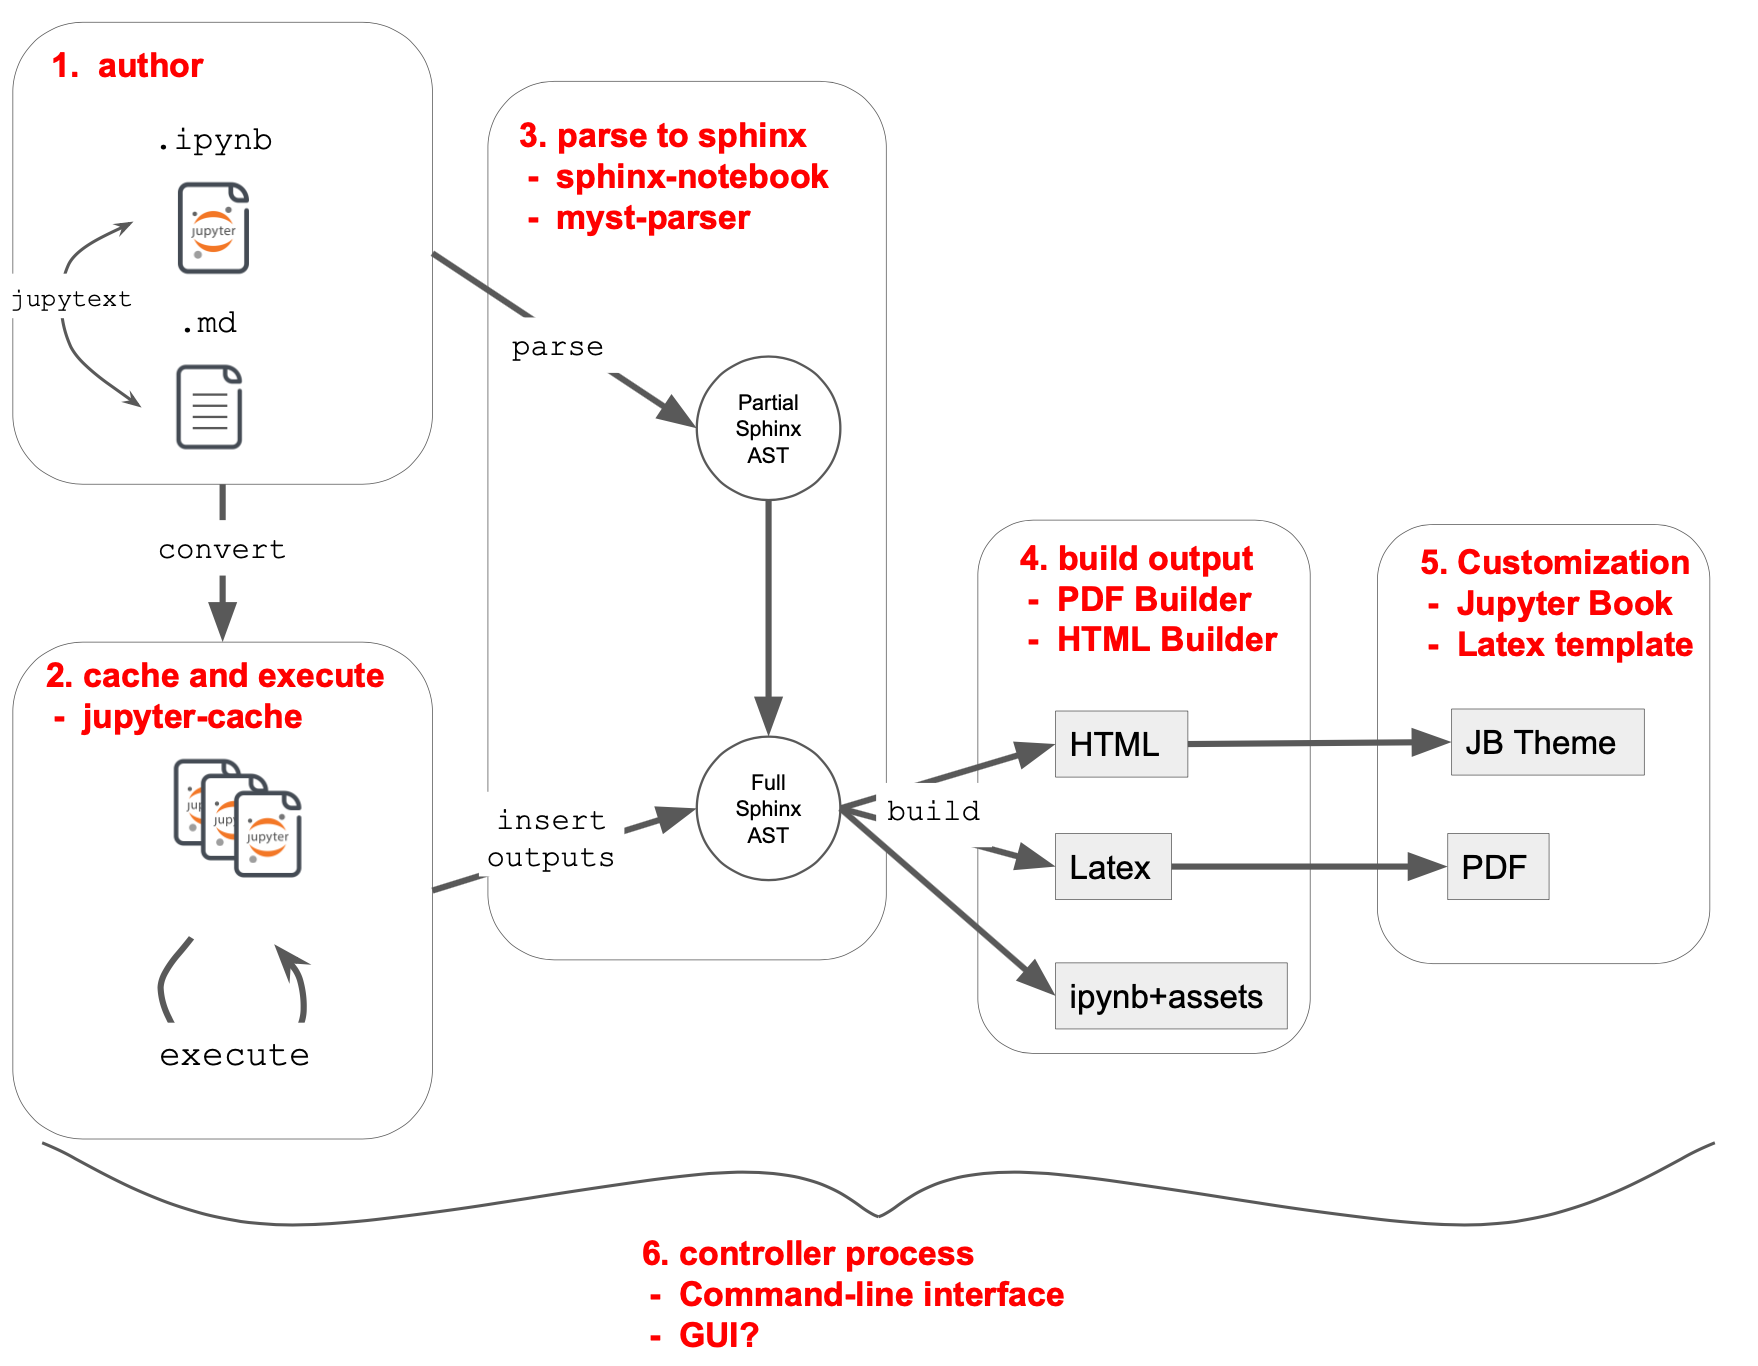 1. author
.ipynb
jupyter
jupytext
.md
convert
2. cache and execute
- jupyter-cache
jup
jupy
jupyter
execute
3. parse to sphinx
- sphinx-notebook
- myst-parser
parse
Partial
Sphinx
AST
insert
outputs
Full
Sphinx
AST
build
4. build output
- PDF Builder
- HTML Builder
HTML
Latex
ipynb+assets
5. Customization
- Jupyter Book
- Latex template
JB Theme
PDF
6. controller process
- Command-line interface
- GUI?